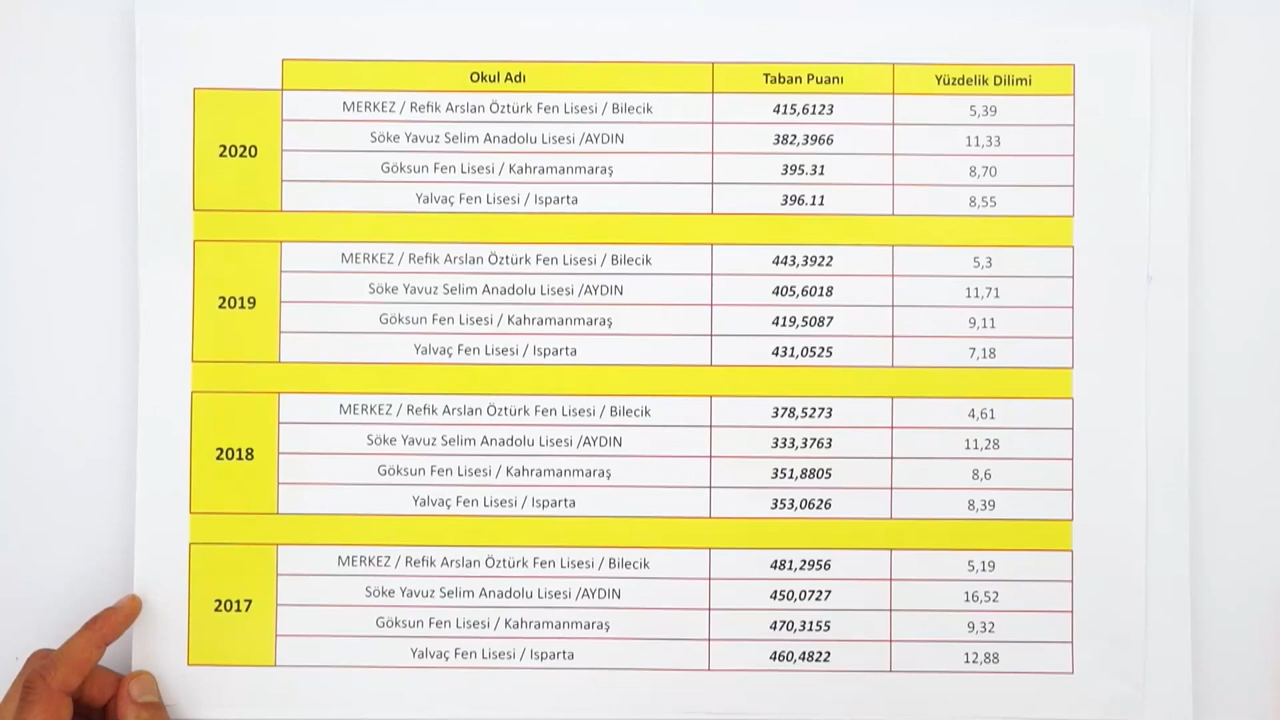 Okul Adı Taban Puanı Yüzdelik Dilimi
2020
MERKEZ / Refik Arslan Öztürk Fen Lisesi / Bilecik 415,6123 5,39
Söke Yavuz Selim Anadolu Lisesi /AYDIN 382,3966 11,33
Göksun Fen Lisesi / Kahramanmaraş 395.31 8,70
Yalvaç Fen Lisesi / Isparta 396.11 8,55
2019
MERKEZ / Refik Arslan Öztürk Fen Lisesi / Bilecik 443,3922 5,3
Söke Yavuz Selim Anadolu Lisesi /AYDIN 405,6018 11,71
Göksun Fen Lisesi / Kahramanmaraş 419,5087 9,11
Yalvaç Fen Lisesi / Isparta 431,0525 7,18
2018
MERKEZ / Refik Arslan Öztürk Fen Lisesi / Bilecik 378,5273 4,61
Söke Yavuz Selim Anadolu Lisesi /AYDIN 333,3763 11,28
Göksun Fen Lisesi / Kahramanmaraş 351,8805 8,6
Yalvaç Fen Lisesi / Isparta 353,0626 8,39
2017
MERKEZ / Refik Arslan Öztürk Fen Lisesi / Bilecik 481,2956 5,19
Söke Yavuz Selim Anadolu Lisesi /AYDIN 450,0727 16,52
Göksun Fen Lisesi / Kahramanmaraş 470,3155 9,32
Yalvaç Fen Lisesi / Isparta 460,4822 12,88